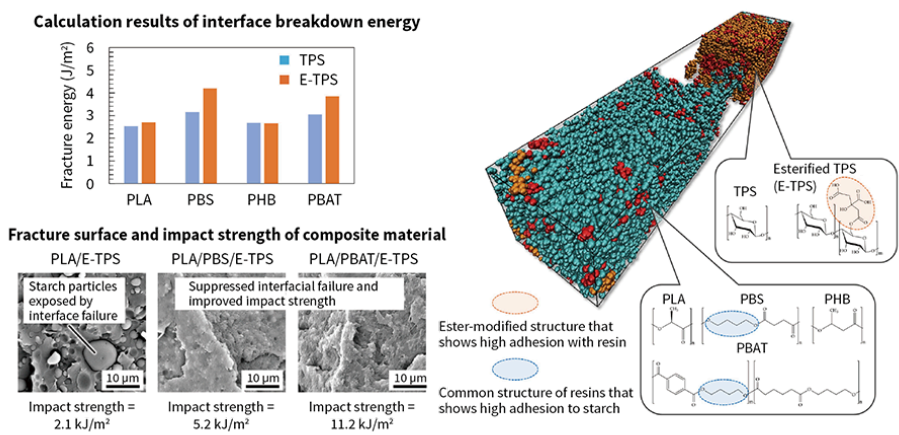 Calculation results of interface breakdown energy
Fracture energy (J/m²)
6
5
4
3
2
1
0
TPS
E-TPS
PLA PBS PHB PBAT
Fracture surface and impact strength of composite material
PLA/E-TPS PLA/PBS/E-TPS PLA/PBAT/E-TPS
Starch particles
exposed by
interface failure
Suppressed interfacial failure and
improved impact strength
10 μm 10 μm 10 μm
Impact strength =
2.1 kJ/m²
Impact strength =
5.2 kJ/m²
Impact strength =
11.2 kJ/m²
Esterified TPS
(E-TPS)
TPS
Ester-modified structure that
shows high adhesion with resin
Common structure of resins that
shows high adhesion to starch
PLA PBS PHB
PBAT